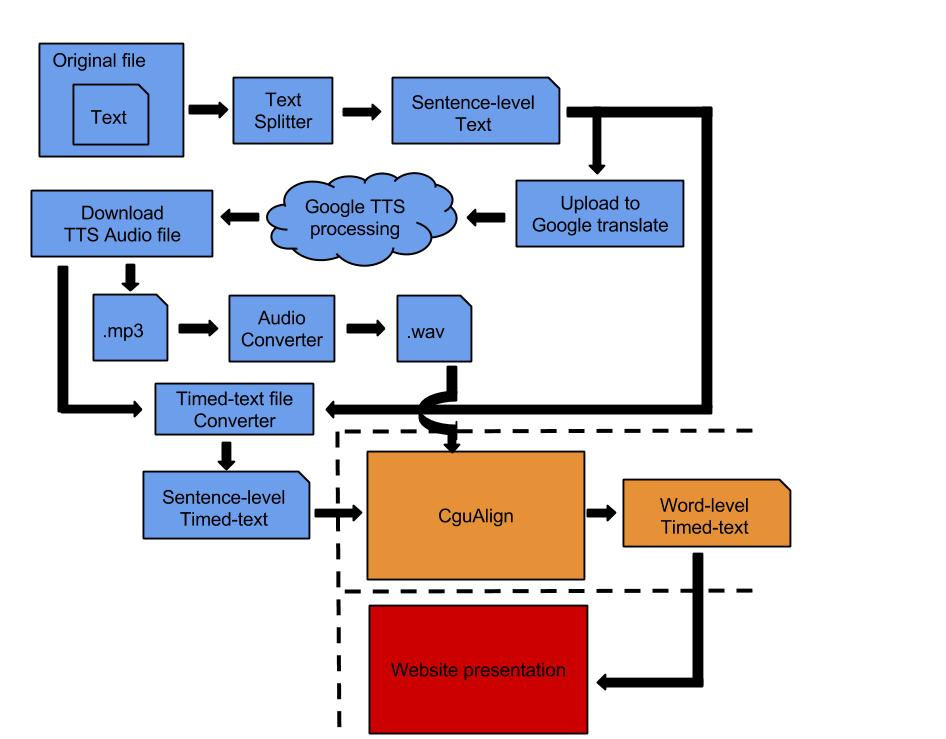 Original file
Text
Text
Splitter
Sentence-level
Text
Upload to
Google translate
Google TTS
processing
Download
TTS Audio file
.mp3
Audio
Converter
.wav
Timed-text file
Converter
Sentence-level
Timed-text
CguAlign
Word-level
Timed-text
Website presentation